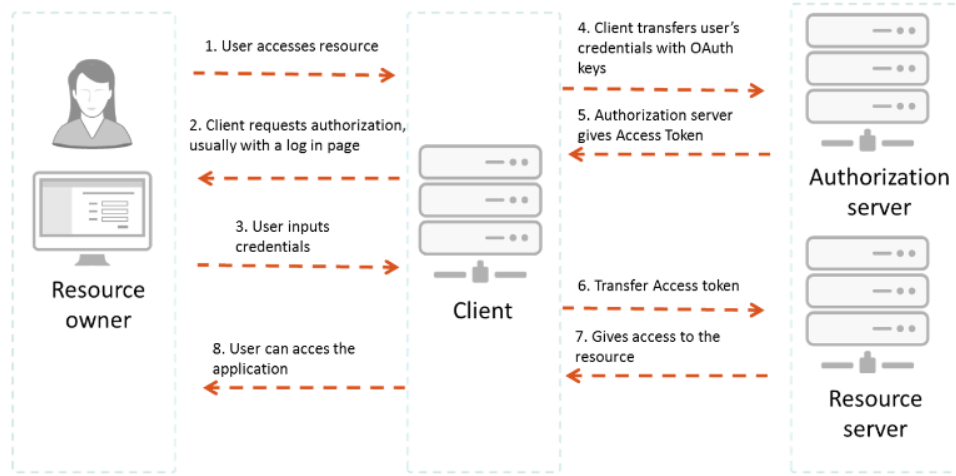 1. User accesses resource
2. Client requests authorization,
usually with a log in page
3. User inputs
credentials
4. Client transfers user's
credentials with OAuth
keys
5. Authorization server
gives Access Token
6. Transfer Access token
7. Gives access to the
resource
8. User can acces the
application
Resource
owner
Client
Authorization
server
Resource
server